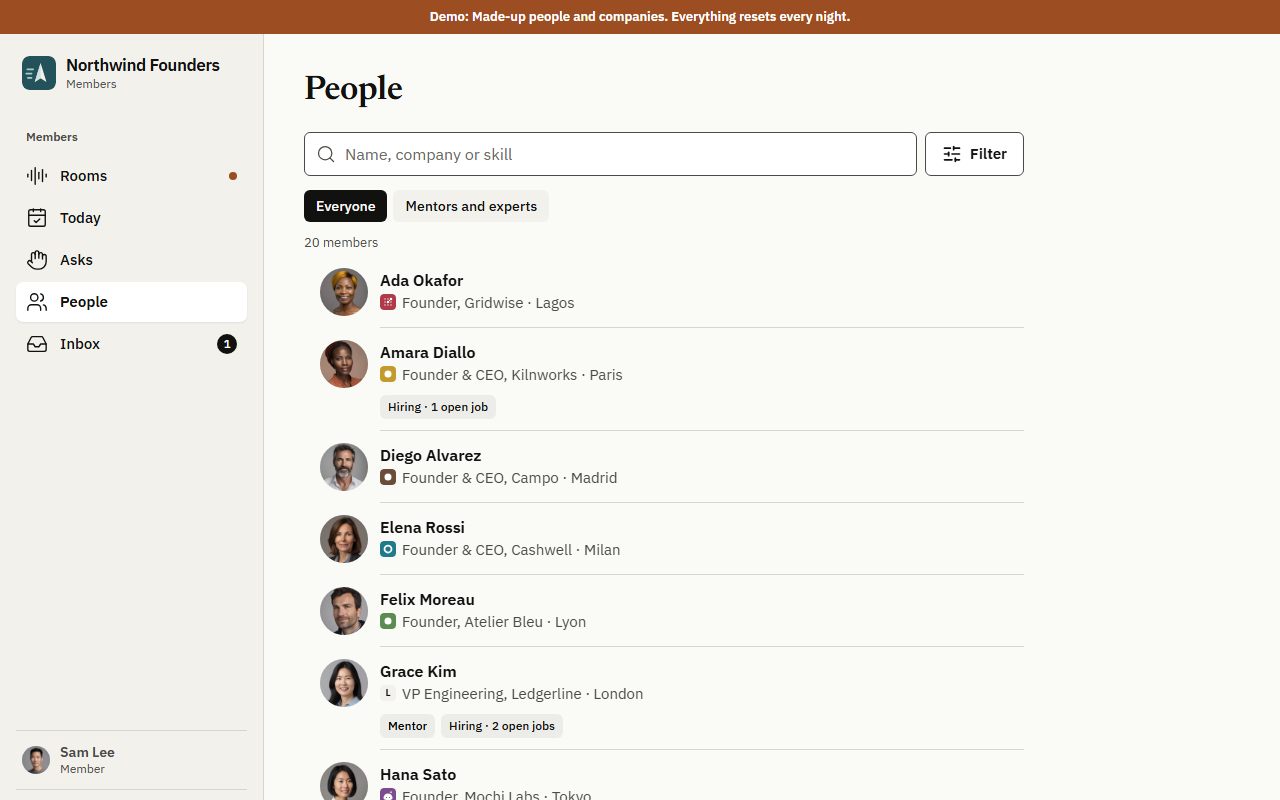 Demo: Made-up people and companies. Everything resets every night.
Northwind Founders
Members
Members
Rooms
Today
Asks
People
Inbox
1
Sam Lee
Member
People
Name, company or skill
Filter
Everyone
Mentors and experts
20 members
Ada Okafor
Founder, Gridwise · Lagos
Amara Diallo
Founder & CEO, Kilnworks · Paris
Hiring · 1 open job
Diego Alvarez
Founder & CEO, Campo · Madrid
Elena Rossi
Founder & CEO, Cashwell · Milan
Felix Moreau
Founder, Atelier Bleu · Lyon
Grace Kim
L
VP Engineering, Ledgerline · London
Mentor
Hiring · 2 open jobs
Hana Sato
Founder, Mochi Labs · Tokyo